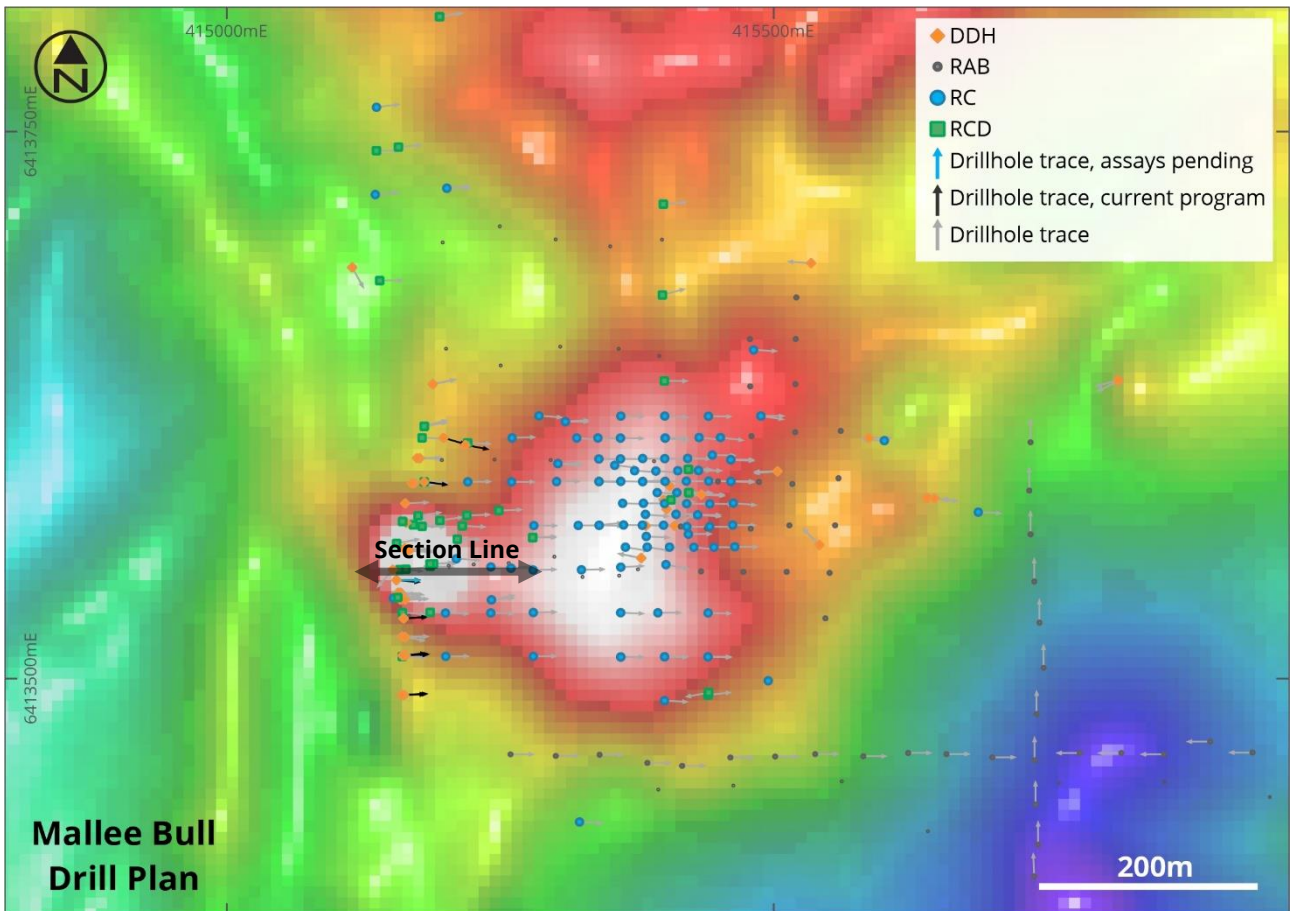 415000mE
415500mE
N
DDH
RAB
RC
RCD
Drillhole trace, assays pending
Drillhole trace, current program
Drillhole trace
6413750mE
Section Line
6413500mE
Mallee Bull
Drill Plan
200m